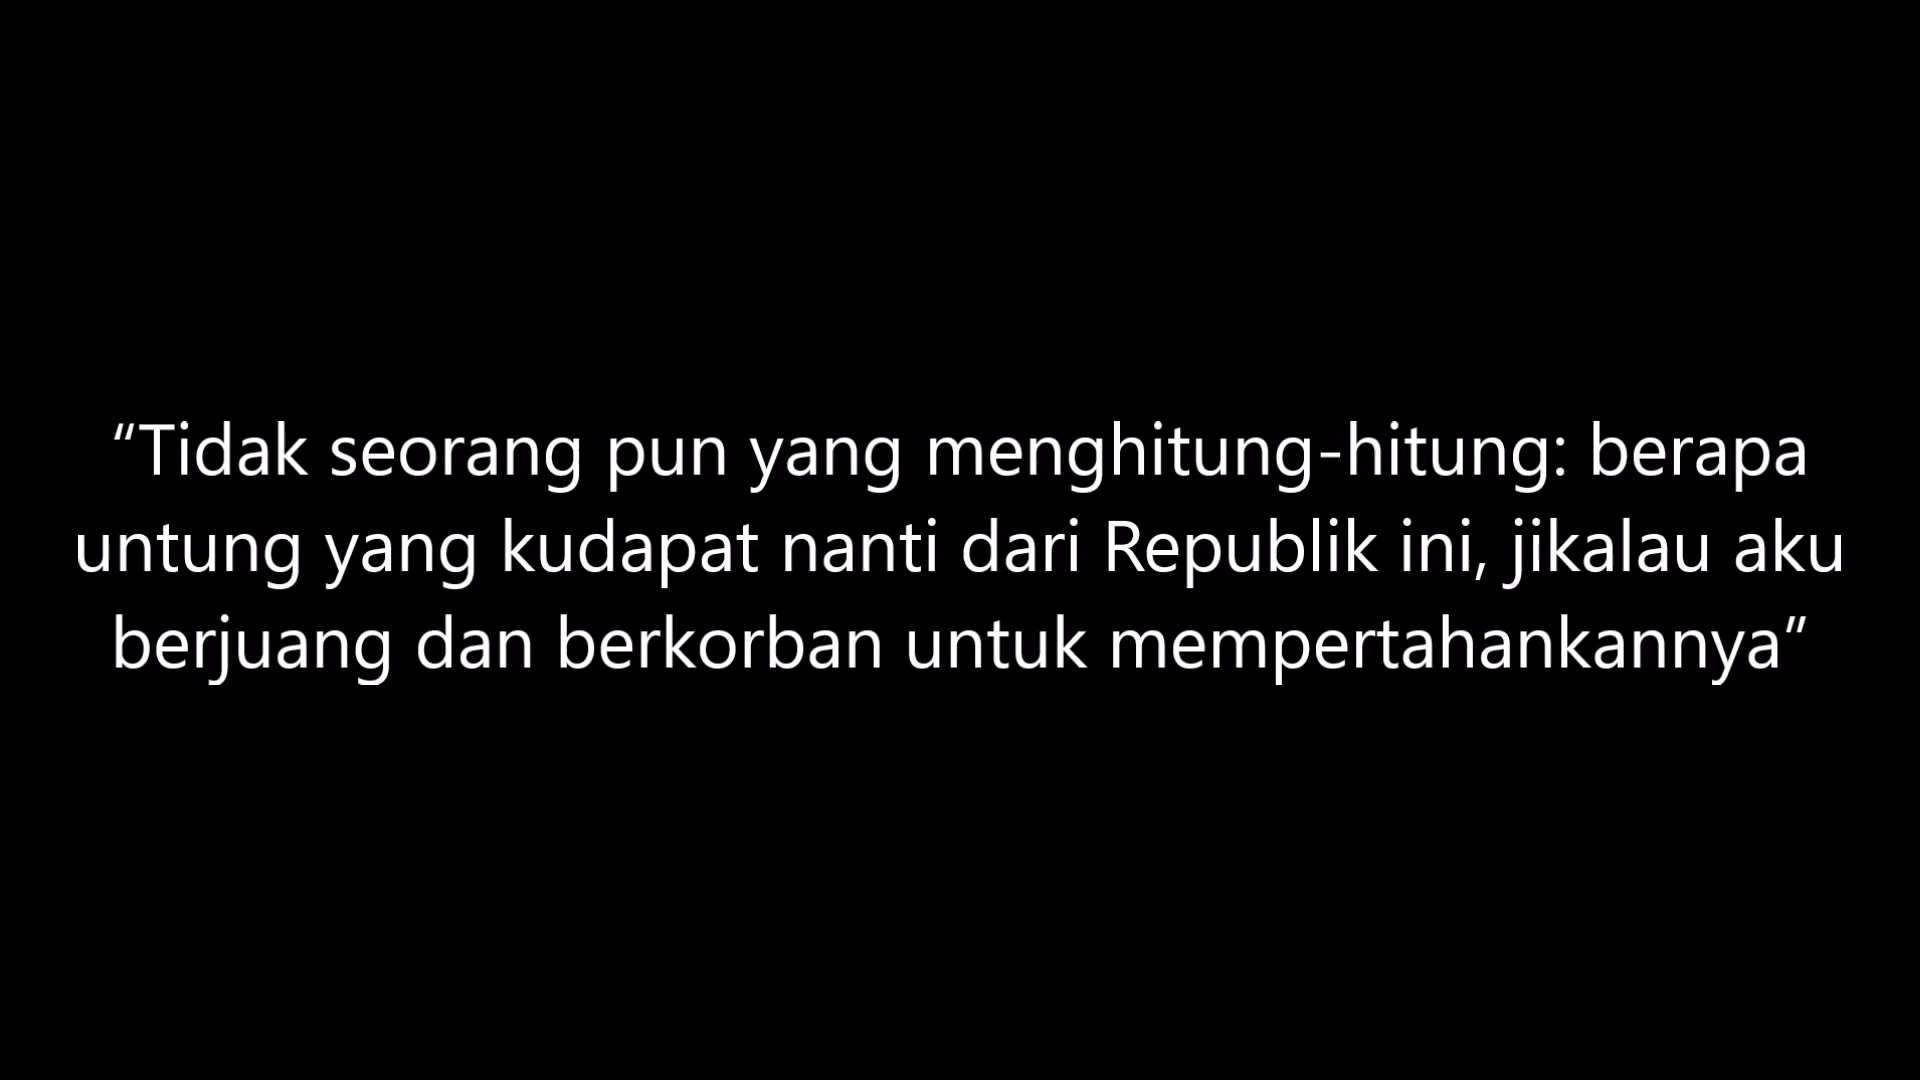 “Tidak seorang pun yang menghitung-hitung: berapa
untung yang kudapat nanti dari Republik ini, jikalau aku
berjuang dan berkorban untuk mempertahankannya”